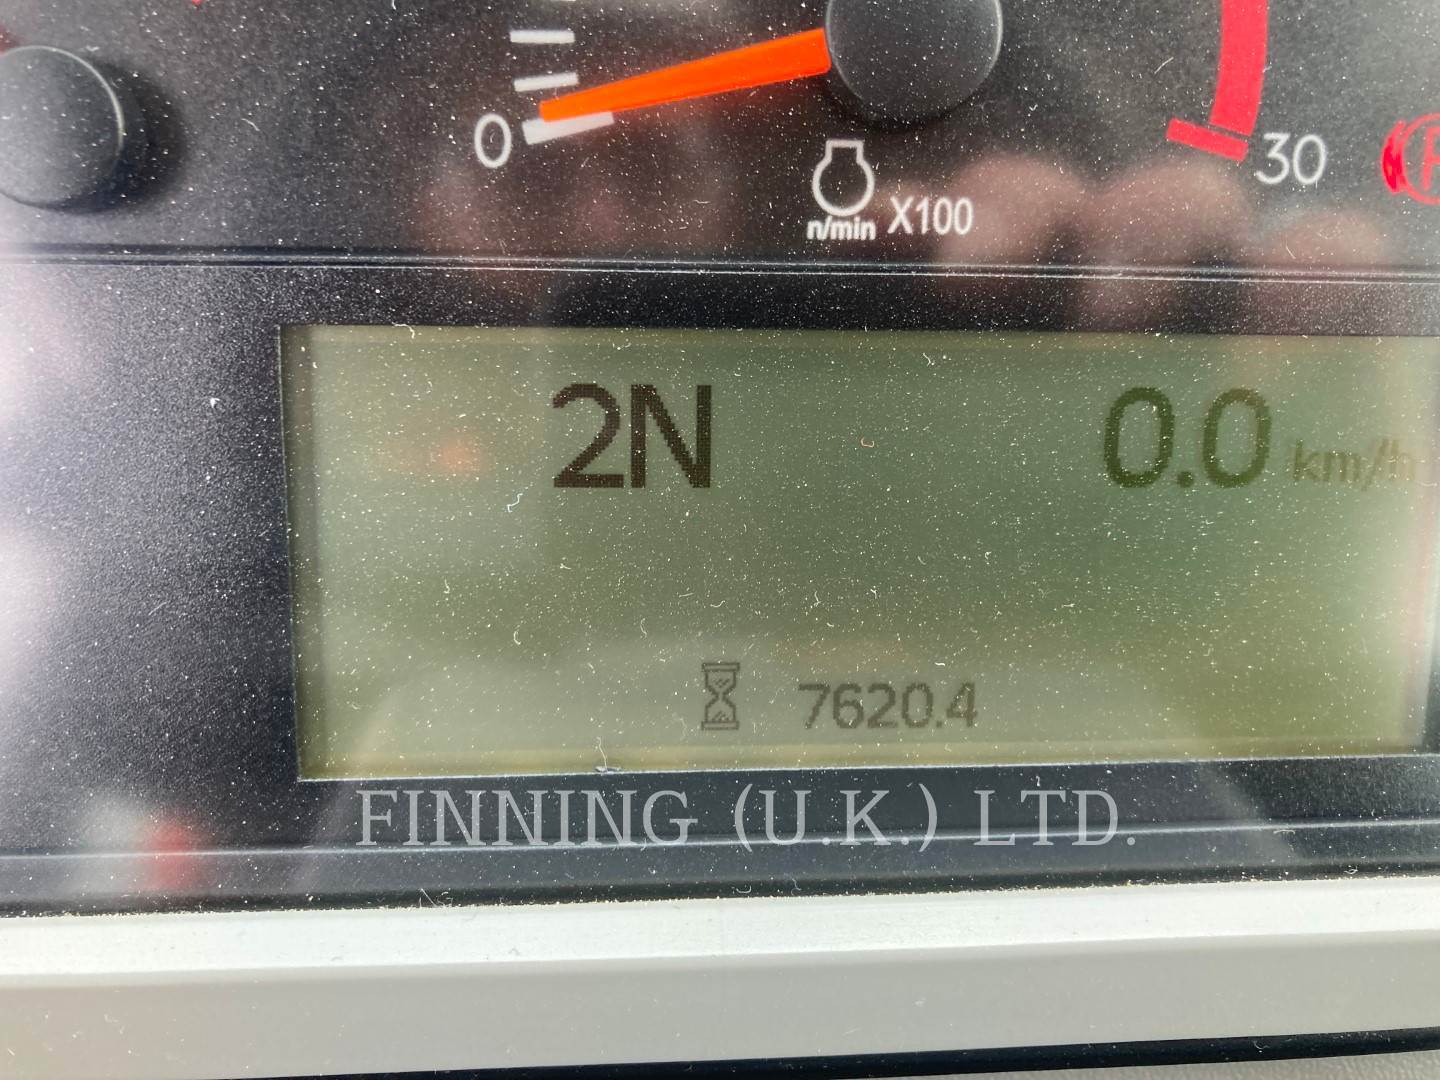 0
30
n/min X100
2N 0.0 km/h
7620.4
FINNING (U.K.) LTD.